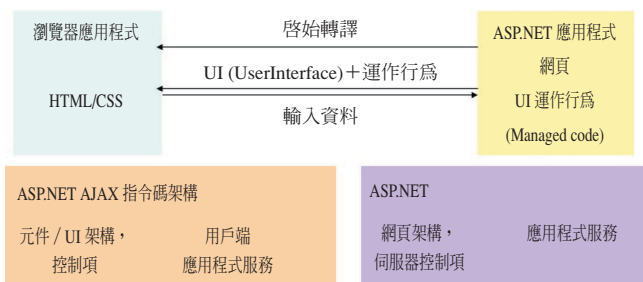 瀏覽器應用程式
HTML/CSS
啓始轉譯
UI (UserInterface)＋運作行爲
輸入資料
ASP.NET 應用程式
網頁
UI 運作行爲
(Managed code)
ASP.NET AJAX 指令碼架構
元件 / UI 架構，
控制項
用戶端
應用程式服務
ASP.NET
網頁架構，
伺服器控制項
應用程式服務